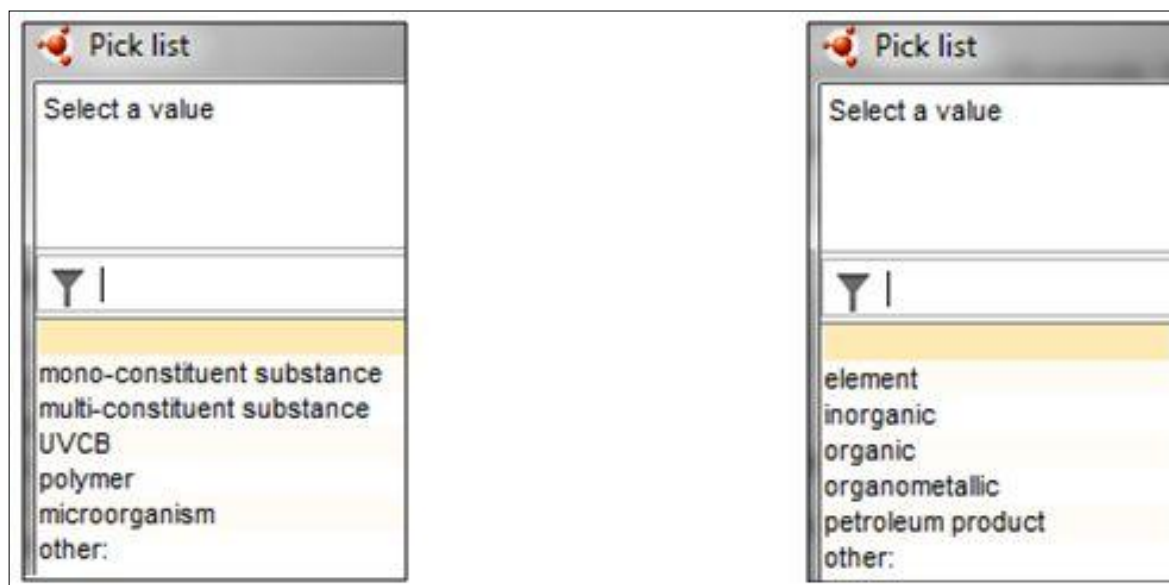 Pick list
Select a value
mono-constituent substance
multi-constituent substance
UVCB
polymer
microorganism
other:
Pick list
Select a value
element
inorganic
organic
organometallic
petroleum product
other: